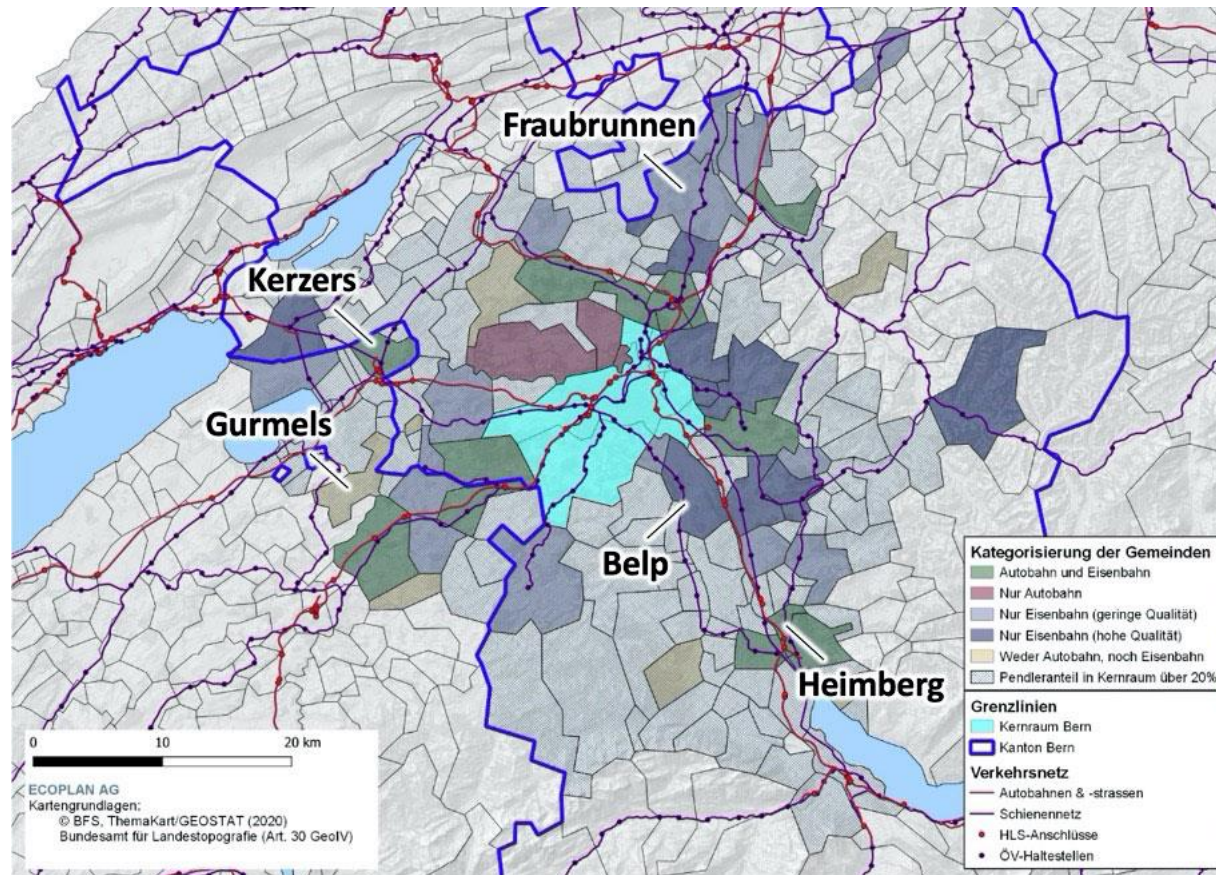 Fraubrunnen
Kerzers
Gurmels
Belp
Heimberg
Kategorisierung der Gemeinden
Autobahn und Eisenbahn
Nur Autobahn
Nur Eisenbahn (geringe Qualität)
Nur Eisenbahn (hohe Qualität)
Weder Autobahn, noch Eisenbahn
Pendleranteil in Kernraum über 20%
Grenzlinien
Kernraum Bern
Kanton Bern
Verkehrsnetz
Autobahnen & -strassen
Schienennetz
HLS-Anschlüsse
ÖV-Haltestellen
0 10 20 km
ECOPLAN AG
Kartengrundlagen:
© BFS, ThemaKart/GEOSTAT (2020)
Bundesamt für Landestopografie (Art. 30 GeoIV)